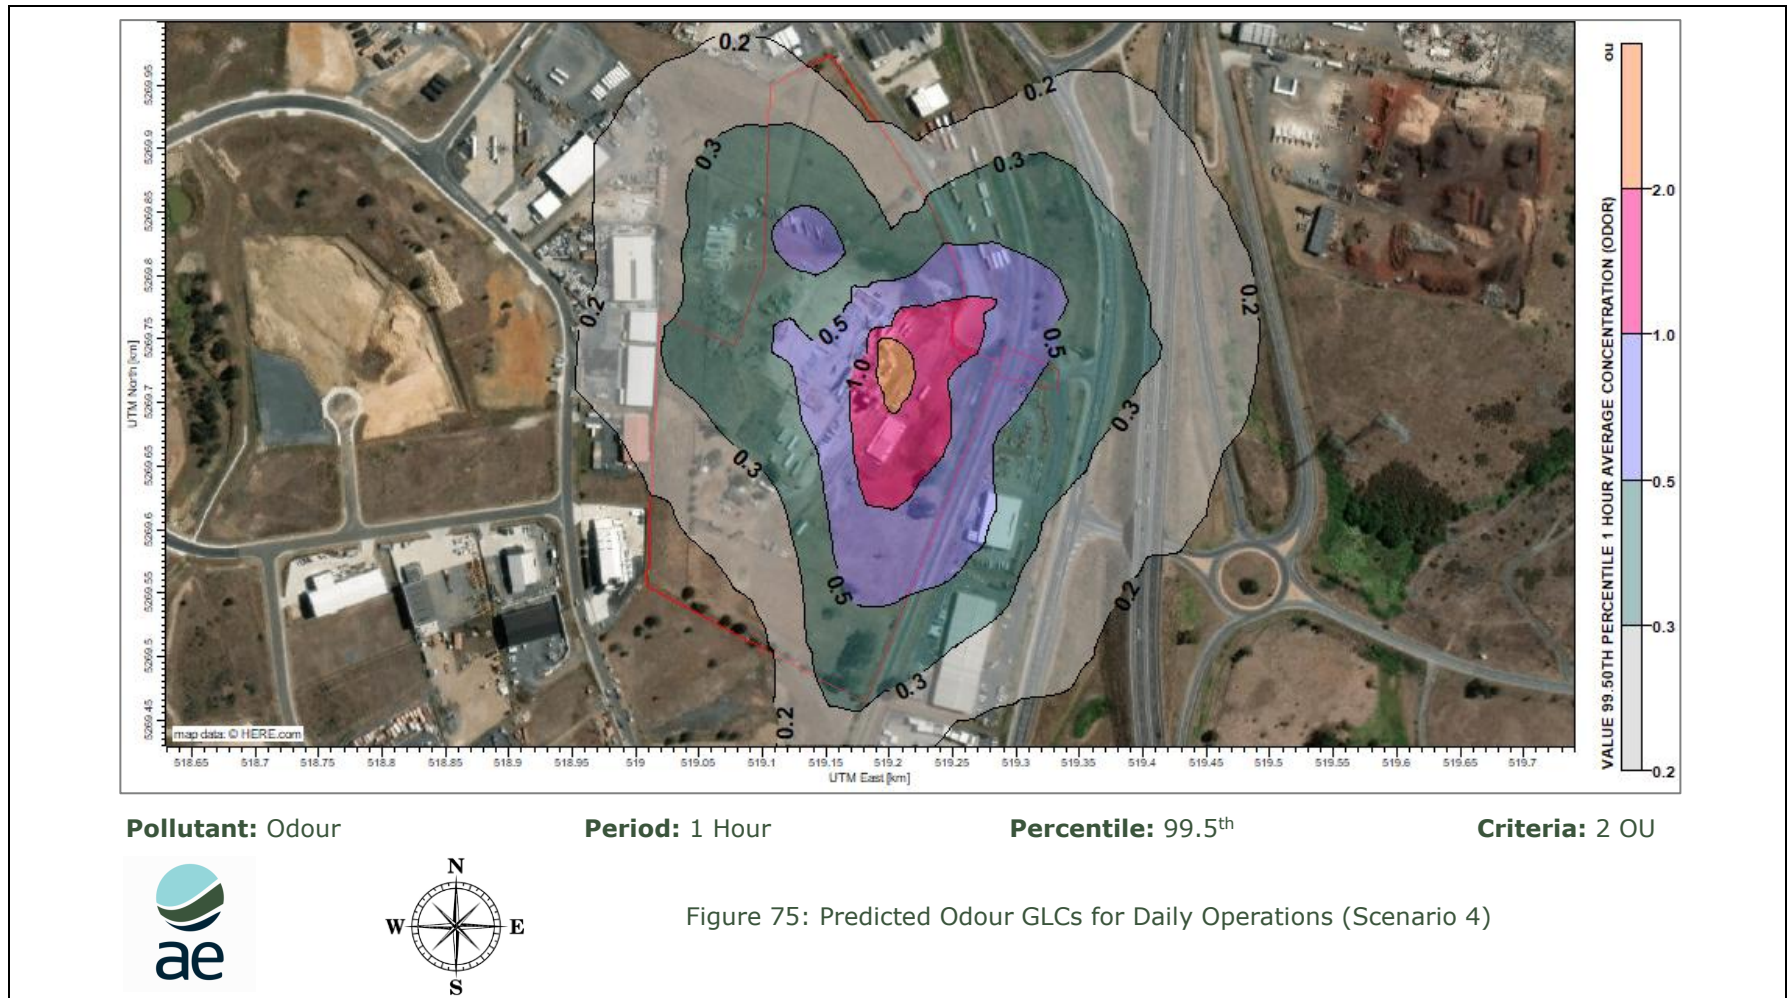 0.2
0.2
0.3
0.3
0.2
0.2
0.5
0.5
1.0
0.3
0.3
0.5
0.2
0.3
0.2
5269.95
5269.9
5269.85
5269.8
5269.75
5269.7
5269.65
5269.6
5269.55
5269.5
5269.45
UTM North [km]
map data: © HERE.com
518.65 518.7 518.75 518.8 518.85 518.9 518.95 519 519.05 519.1 519.15 519.2 519.25 519.3 519.35 519.4 519.45 519.5 519.55 519.6 519.65 519.7
UTM East [km]
ou
2.0
1.0
0.5
0.3
0.2
VALUE 99.50TH PERCENTILE 1 HOUR AVERAGE CONCENTRATION (ODOR)
Pollutant: Odour Period: 1 Hour Percentile: 99.5th Criteria: 2 OU
ae
N
W E
S
Figure 75: Predicted Odour GLCs for Daily Operations (Scenario 4)